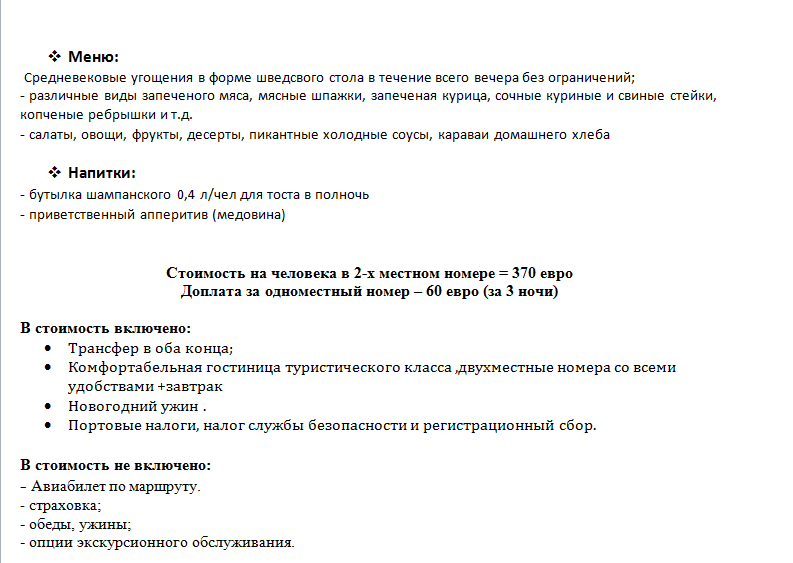 ❖ Меню:
Средневековые угощения в форме шведсвого стола в течение всего вечера без ограничений;
- различные виды запеченого мяса, мясные шпажки, запеченая курица, сочные куриные и свиные стейки,
копченые ребрышки и т.д.
- салаты, овощи, фрукты, десерты, пикантные холодные соусы, караваи домашнего хлеба
❖ Напитки:
- бутылка шампанского 0,4 л/чел для тоста в полночь
- приветственный апперитив (медовина)
Стоимость на человека в 2-х местном номере = 370 евро
Доплата за одноместный номер – 60 евро (за 3 ночи)
В стоимость включено:
• Трансфер в оба конца;
• Комфортабельная гостиница туристического класса ,двухместные номера со всеми
удобствами +завтрак
• Новогодний ужин .
• Портовые налоги, налог службы безопасности и регистрационный сбор.
В стоимость не включено:
– Авиабилет по маршруту.
- страховка;
- обеды, ужины;
- опции экскурсионного обслуживания.